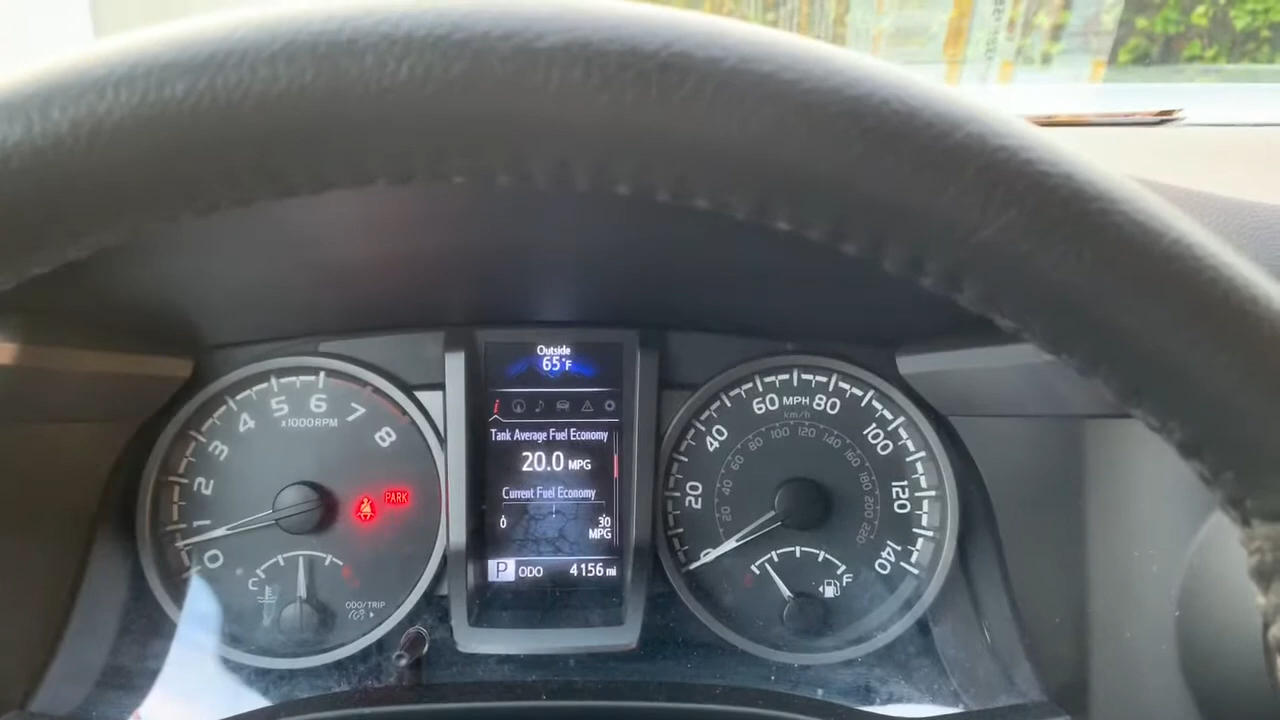 Outside
65°F
Tank Average Fuel Economy
20.0 MPG
Current Fuel Economy
0 30
MPG
P ODO 4156 mi
0 1 2 3 4 5 6 7 8
x1000RPM
PARK
C
ODO/TRIP
0 20 40 60 MPH 80 100 120 140
km/h
20 40 60 80 100 120 140 160 180 200 220
F